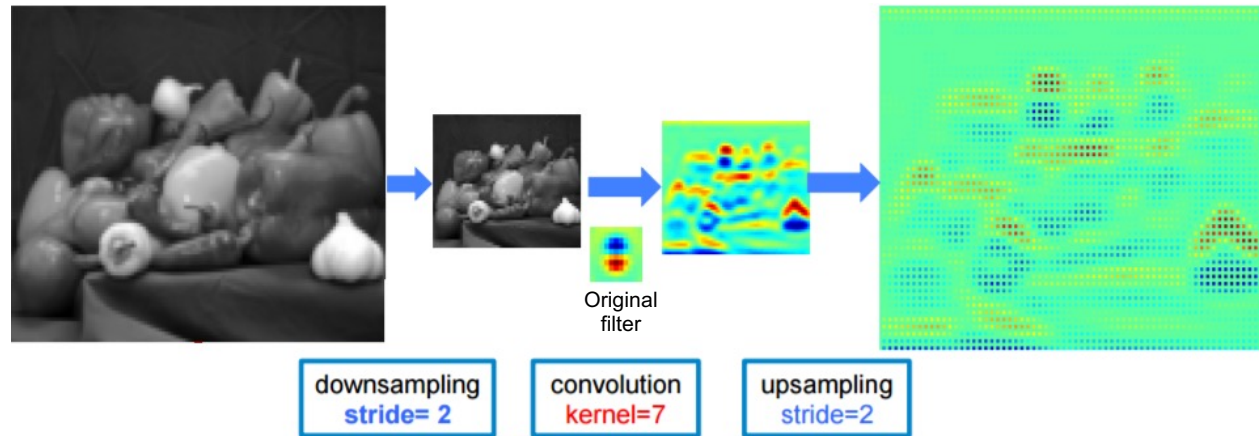 Original
filter
downsampling
stride= 2
convolution
kernel=7
upsampling
stride=2